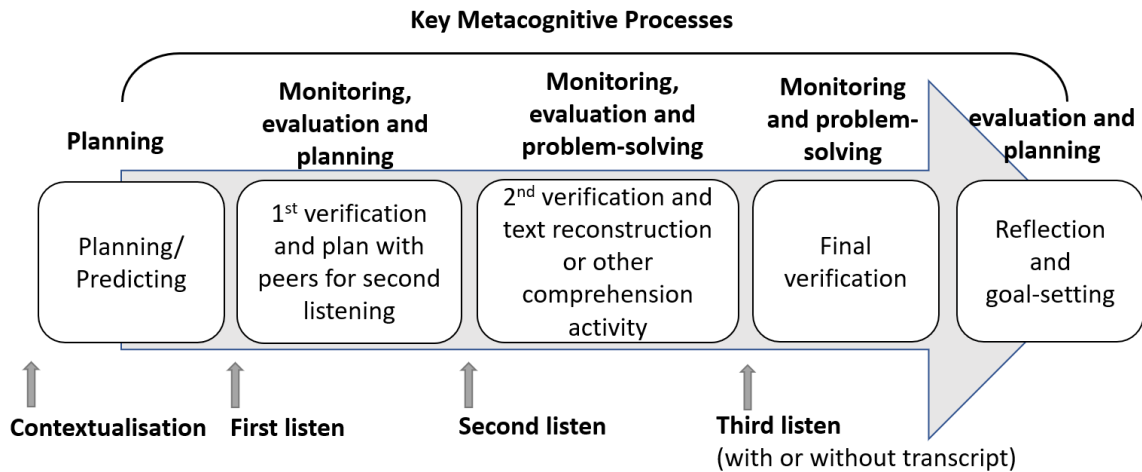 Key Metacognitive Processes
Planning
Monitoring,
evaluation and
planning
Monitoring,
evaluation and
problem-solving
Monitoring
and problem-
solving
evaluation and
planning
Planning/
Predicting
1st verification
and plan with
peers for second
listening
2nd verification and
text reconstruction
or other
comprehension
activity
Final
verification
Reflection
and
goal-setting
Contextualisation
First listen
Second listen
Third listen
(with or without transcript)